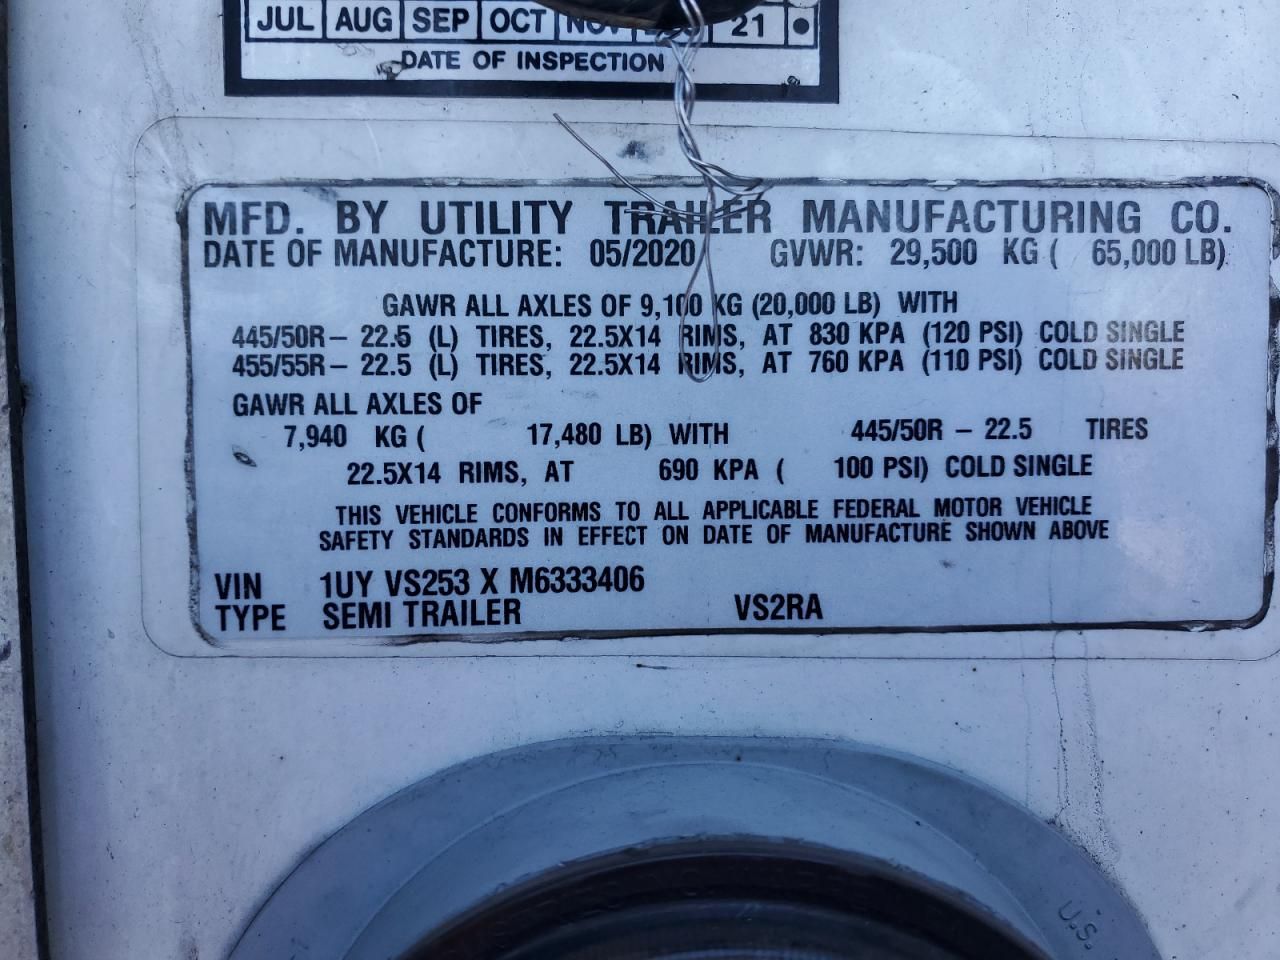 JUL AUG SEP OCT NOV 21
DATE OF INSPECTION
MFD. BY UTILITY TRAILER MANUFACTURING CO.
DATE OF MANUFACTURE: 05/2020 GVWR: 29,500 KG ( 65,000 LB)
GAWR ALL AXLES OF 9,100 KG (20,000 LB) WITH
445/50R – 22.5 (L) TIRES, 22.5X14 RIMS, AT 830 KPA (120 PSI) COLD SINGLE
455/55R – 22.5 (L) TIRES, 22.5X14 RIMS, AT 760 KPA (110 PSI) COLD SINGLE
GAWR ALL AXLES OF
7,940 KG ( 17,480 LB) WITH 445/50R – 22.5 TIRES
22.5X14 RIMS, AT 690 KPA ( 100 PSI) COLD SINGLE
THIS VEHICLE CONFORMS TO ALL APPLICABLE FEDERAL MOTOR VEHICLE
SAFETY STANDARDS IN EFFECT ON DATE OF MANUFACTURE SHOWN ABOVE
VIN 1UY VS253 X M6333406
TYPE SEMI TRAILER VS2RA
U.S.